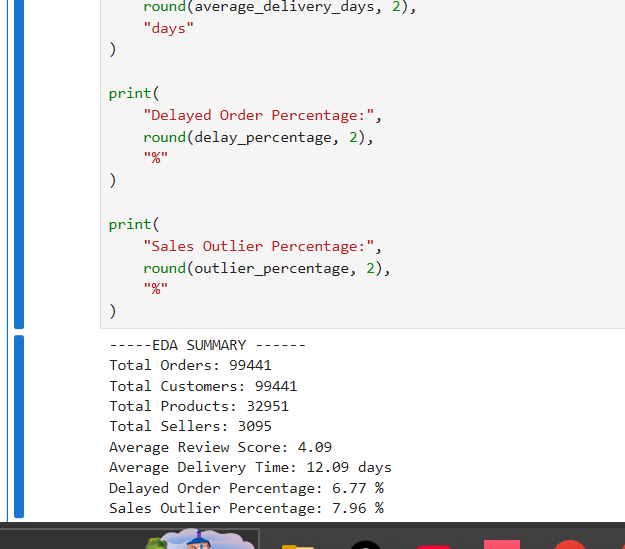 round(average_delivery_days, 2),
"days"
)
print(
"Delayed Order Percentage:",
round(delay_percentage, 2),
"%"
)
print(
"Sales Outlier Percentage:",
round(outlier_percentage, 2),
"%"
)
-----EDA SUMMARY ------
Total Orders: 99441
Total Customers: 99441
Total Products: 32951
Total Sellers: 3095
Average Review Score: 4.09
Average Delivery Time: 12.09 days
Delayed Order Percentage: 6.77 %
Sales Outlier Percentage: 7.96 %